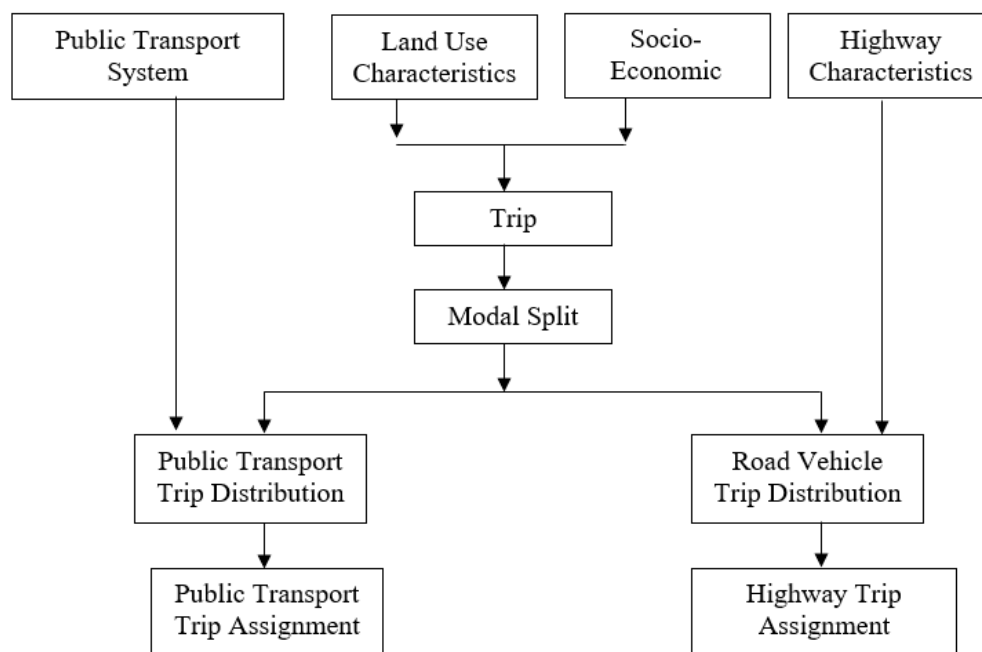 Public Transport
System
Land Use
Characteristics
Socio-
Economic
Highway
Characteristics
Trip
Modal Split
Public Transport
Trip Distribution
Road Vehicle
Trip Distribution
Public Transport
Trip Assignment
Highway Trip
Assignment